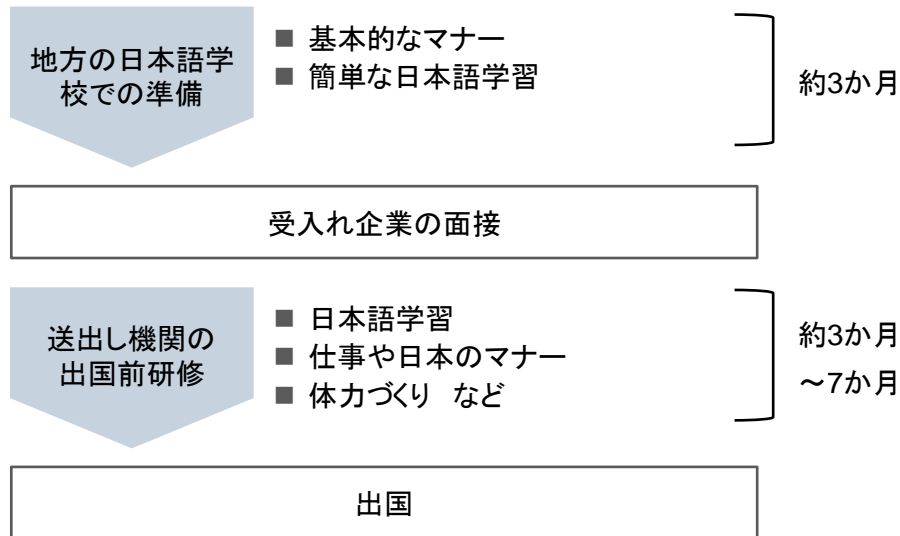 地方の日本語学
校での準備
■ 基本的なマナー
■ 簡単な日本語学習
約3か月
受入れ企業の面接
送出し機関の
出国前研修
■ 日本語学習
■ 仕事や日本のマナー
■ 体力づくり　など
約3か月
～7か月
出国